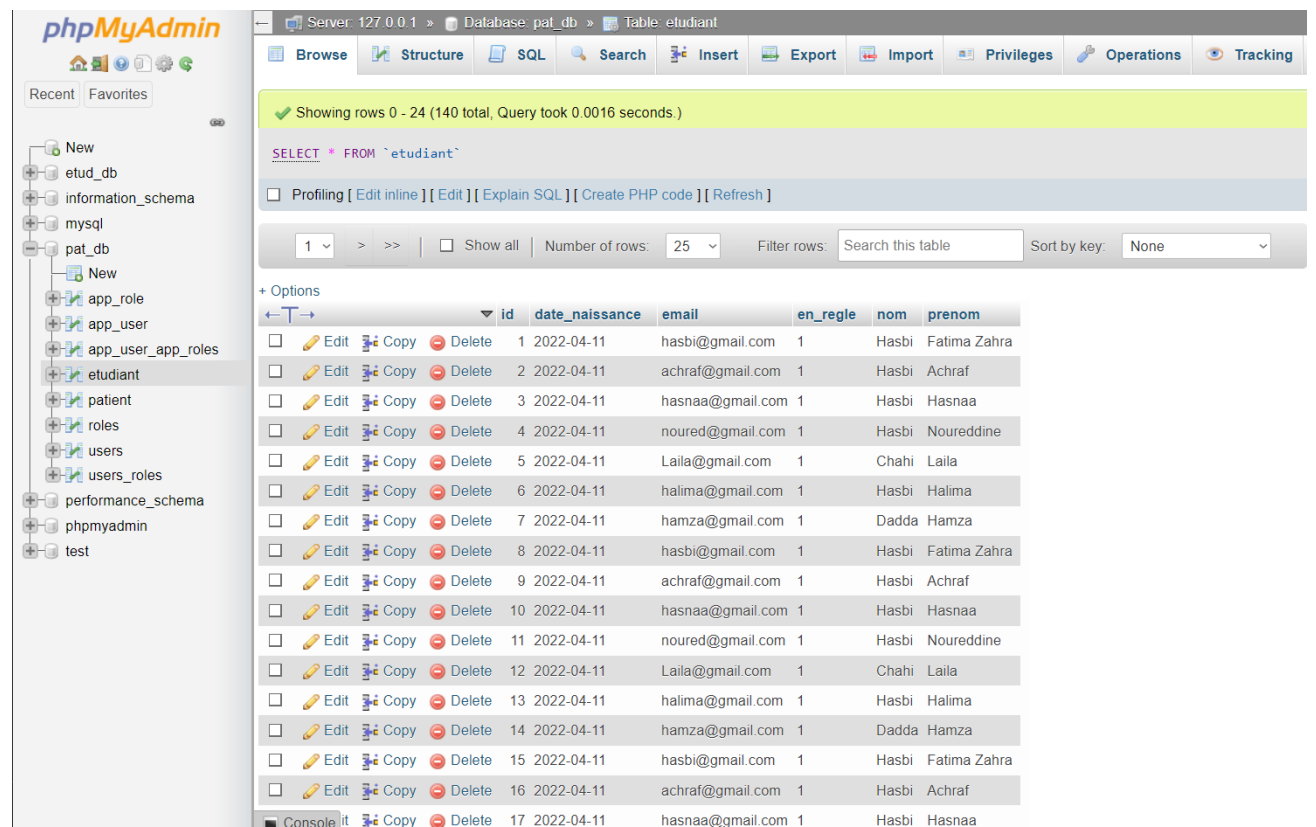 phpMyAdmin
Recent Favorites
New
etud_db
information_schema
mysql
pat_db
New
app_role
app_user
app_user_app_roles
etudiant
patient
roles
users
users_roles
performance_schema
phpmyadmin
test
Server: 127.0.0.1 » Database: pat_db » Table: etudiant
Browse Structure SQL Search Insert Export Import Privileges Operations Tracking
Showing rows 0 - 24 (140 total, Query took 0.0016 seconds.)
SELECT * FROM `etudiant`
Profiling [ Edit inline ] [ Edit ] [ Explain SQL ] [ Create PHP code ] [ Refresh ]
1 > >> | Show all | Number of rows: 25 Filter rows: Search this table Sort by key: None
+ Options
←T→ id date_naissance email en_regle nom prenom
Edit Copy Delete 1 2022-04-11 hasbi@gmail.com 1 Hasbi Fatima Zahra
Edit Copy Delete 2 2022-04-11 achraf@gmail.com 1 Hasbi Achraf
Edit Copy Delete 3 2022-04-11 hasnaa@gmail.com 1 Hasbi Hasnaa
Edit Copy Delete 4 2022-04-11 noured@gmail.com 1 Hasbi Noureddine
Edit Copy Delete 5 2022-04-11 Laila@gmail.com 1 Chahi Laila
Edit Copy Delete 6 2022-04-11 halima@gmail.com 1 Hasbi Halima
Edit Copy Delete 7 2022-04-11 hamza@gmail.com 1 Dadda Hamza
Edit Copy Delete 8 2022-04-11 hasbi@gmail.com 1 Hasbi Fatima Zahra
Edit Copy Delete 9 2022-04-11 achraf@gmail.com 1 Hasbi Achraf
Edit Copy Delete 10 2022-04-11 hasnaa@gmail.com 1 Hasbi Hasnaa
Edit Copy Delete 11 2022-04-11 noured@gmail.com 1 Hasbi Noureddine
Edit Copy Delete 12 2022-04-11 Laila@gmail.com 1 Chahi Laila
Edit Copy Delete 13 2022-04-11 halima@gmail.com 1 Hasbi Halima
Edit Copy Delete 14 2022-04-11 hamza@gmail.com 1 Dadda Hamza
Edit Copy Delete 15 2022-04-11 hasbi@gmail.com 1 Hasbi Fatima Zahra
Edit Copy Delete 16 2022-04-11 achraf@gmail.com 1 Hasbi Achraf
Console it Copy Delete 17 2022-04-11 hasnaa@gmail.com 1 Hasbi Hasnaa